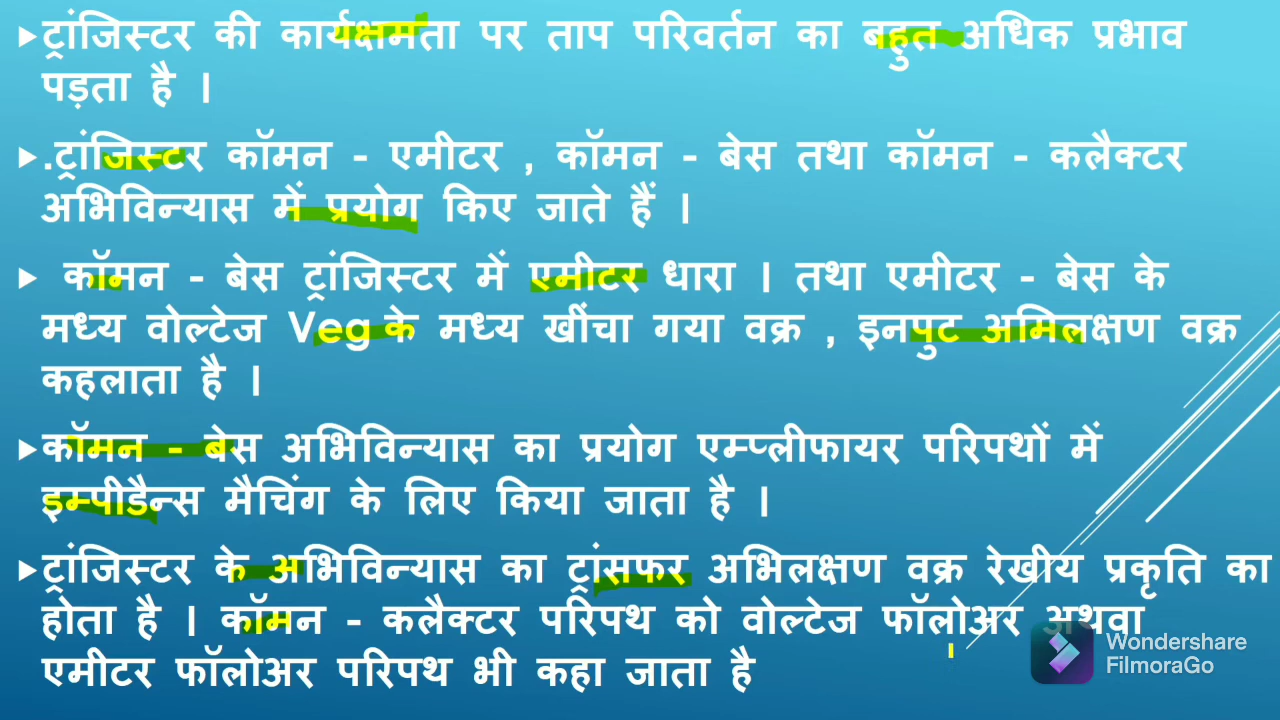 ट्रांजिस्टर की कार्यक्षमता पर ताप परिवर्तन का बहुत अधिक प्रभाव
पड़ता है ।
.ट्रांजिस्टर कॉमन - एमीटर , कॉमन - बेस तथा कॉमन - कलैक्टर
अभिविन्यास में प्रयोग किए जाते हैं ।
कॉमन - बेस ट्रांजिस्टर में एमीटर धारा । तथा एमीटर - बेस के
मध्य वोल्टेज Veg के मध्य खींचा गया वक्र , इनपुट अमिलक्षण वक्र
कहलाता है ।
कॉमन - बेस अभिविन्यास का प्रयोग एम्प्लीफायर परिपथों में
इम्पीडैन्स मैचिंग के लिए किया जाता है ।
ट्रांजिस्टर के अभिविन्यास का ट्रांसफर अभिलक्षण वक्र रेखीय प्रकृति का
होता है । कॉमन - कलैक्टर परिपथ को वोल्टेज फॉलोअर अथवा
एमीटर फॉलोअर परिपथ भी कहा जाता है
Wondershare
FilmoraGo